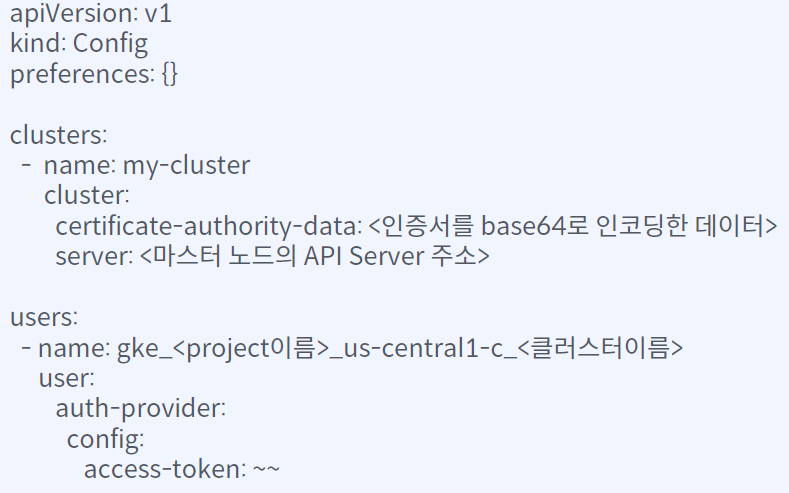 apiVersion: v1
kind: Config
preferences: {}
clusters:
- name: my-cluster
cluster:
certificate-authority-data: <인증서를 base64로 인코딩한 데이터>
server: <마스터 노드의 API Server 주소>
users:
- name: gke_<project이름>_us-central1-c_<클러스터이름>
user:
auth-provider:
config:
access-token: ~~